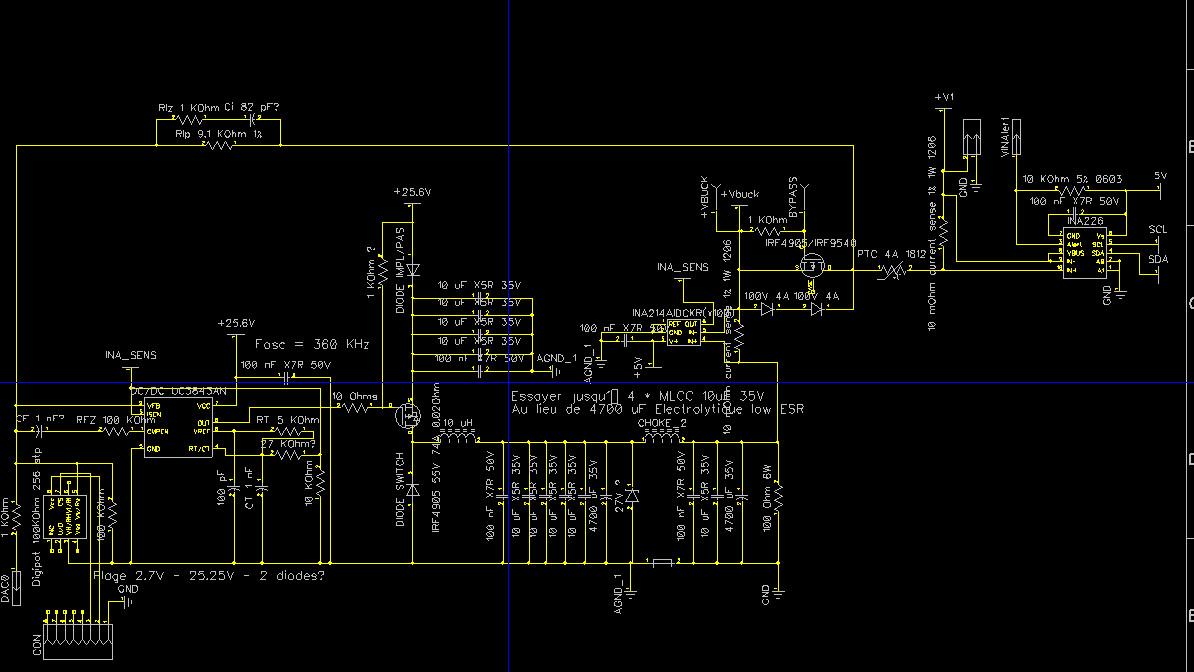 RIz 1 KOhm Ci 82 pF?
RIp 9.1 KOhm 1%
+25.6V
1 KOhm ?
DIODE IMPL/PAS
10 uF X5R 35V
10 uF X5R 35V
10 uF X5R 35V
10 uF X5R 35V
100 nF X7R 50V
AGND_1
+25.6V
Fosc = 360 KHz
INA_SENS
100 nF X7R 50V
DC/DC UC3843AN
VFB
ISEN
GND
VCC
OUT
VREF
RT/CT
CF 1 nF?
RFZ 100 KOhm
RT 5 KOhm
27 KOhm?
100 pF
CT 1 nF
10 KOhm
10 Ohms
DIODE SWITCH
IRF4905 55V 74A 0.02Ohm
10 uH
Essayer jusqu' 4 * MLCC 10uF 35V
Au lieu de 4700 uF Electrolytique low ESR
CHOKE_2
100 nF X7R 50V
10 uF X5R 35V
10 uF X5R 35V
10 uF X5R 35V
4700 uF 35V
27V ?
100 nF X7R 50V
10 uF X5R 35V
4700 uF 35V
100 Ohm 6W
AGND_1
GND
1 KOhm
Digipot 100KOhm 256 stp
100 KOhm
DAC0
CON
GND
Plage 2.7V - 25.25V - 2 diodes?
+VBUCK
+Vbuck
BYPASS
1 KOhm
IRF4905/IRF9540
INA_SENS
INA214AIDCKR(x100)
REF OUT
GND IN-
V+ IN+
100 nF X7R 50V
AGND_1
+5V
10 mOhm current sense 1% 1W 1206
100V 4A
100V 4A
PTC 4A 1812
+V1
10 mOhm current sense 1% 1W 1206
GND
VINAlert1
10 KOhm 5% 0603
100 nF X7R 50V
INA226
GND
Alert
VBUS
IN-
IN+
Vs
SCL
SDA
A0
A1
5V
SCL
SDA
GND